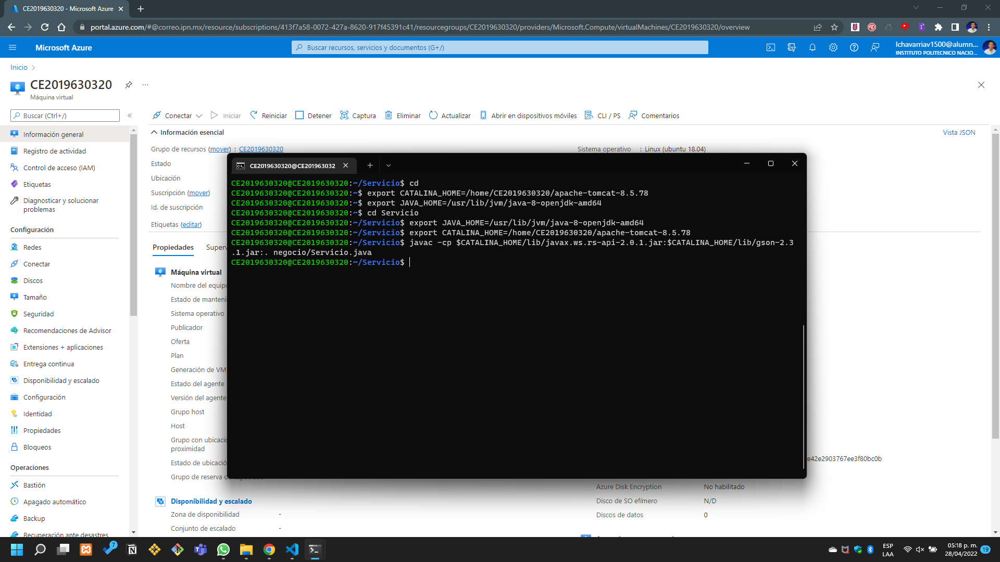 CE2019630320 - Microsoft Azure
portal.azure.com/#@correo.ipn.mx/resource/subscriptions/413f7a58-0072-427a-8620-917f45391c41/resourcegroups/CE2019630320/providers/Microsoft.Compute/virtualMachines/CE2019630320/overview
Microsoft Azure
Buscar recursos, servicios y documentos (G+/)
lchavarriav1500@alumn...
INSTITUTO POLITECNICO NACIO...
Inicio
CE2019630320
Máquina virtual
Buscar (Ctrl+/)
Conectar
Iniciar
Reiniciar
Detener
Captura
Eliminar
Actualizar
Abrir en dispositivos móviles
CLI / PS
Comentarios
Información general
Registro de actividad
Control de acceso (IAM)
Etiquetas
Diagnosticar y solucionar
problemas
Configuración
Redes
Conectar
Discos
Tamaño
Seguridad
Recomendaciones de Advisor
Extensiones + aplicaciones
Entrega continua
Disponibilidad y escalado
Configuración
Identidad
Propiedades
Bloqueos
Operaciones
Bastión
Apagado automático
Backup
Recuperación ante desastres
Información esencial
Vista JSON
Grupo de recursos (mover) : CE2019630320
Sistema operativo : Linux (ubuntu 18.04)
Estado
Ubicación
Suscripción (mover)
Id. de suscripción
Etiquetas (editar)
Propiedades
Superv
Máquina virtual
Nombre del equipo
Estado de manteni
Sistema operativo
Publicador
Oferta
Plan
Generación de VM
Estado del agente
Versión del agente
Grupo host
Host
Grupo con ubicació
proximidad
Estado de ubicació
Grupo de reserva de
CE2019630320@CE201963032
CE2019630320@CE2019630320:~/Servicio$ cd
CE2019630320@CE2019630320:~$ export CATALINA_HOME=/home/CE2019630320/apache-tomcat-8.5.78
CE2019630320@CE2019630320:~$ export JAVA_HOME=/usr/lib/jvm/java-8-openjdk-amd64
CE2019630320@CE2019630320:~$ cd Servicio
CE2019630320@CE2019630320:~/Servicio$ export JAVA_HOME=/usr/lib/jvm/java-8-openjdk-amd64
CE2019630320@CE2019630320:~/Servicio$ export CATALINA_HOME=/home/CE2019630320/apache-tomcat-8.5.78
CE2019630320@CE2019630320:~/Servicio$ javac -cp $CATALINA_HOME/lib/javax.ws.rs-api-2.0.1.jar:$CATALINA_HOME/lib/gson-2.3
.1.jar:. negocio/Servicio.java
CE2019630320@CE2019630320:~/Servicio$
e42e2903767ee3f80bc0b
Azure Disk Encryption No habilitado
Disco de SO efímero N/D
Discos de datos 0
Disponibilidad y escalado
Zona de disponibilidad -
Conjunto de escalado -
7
ESP
LAA
05:18 p. m.
28/04/2022
19